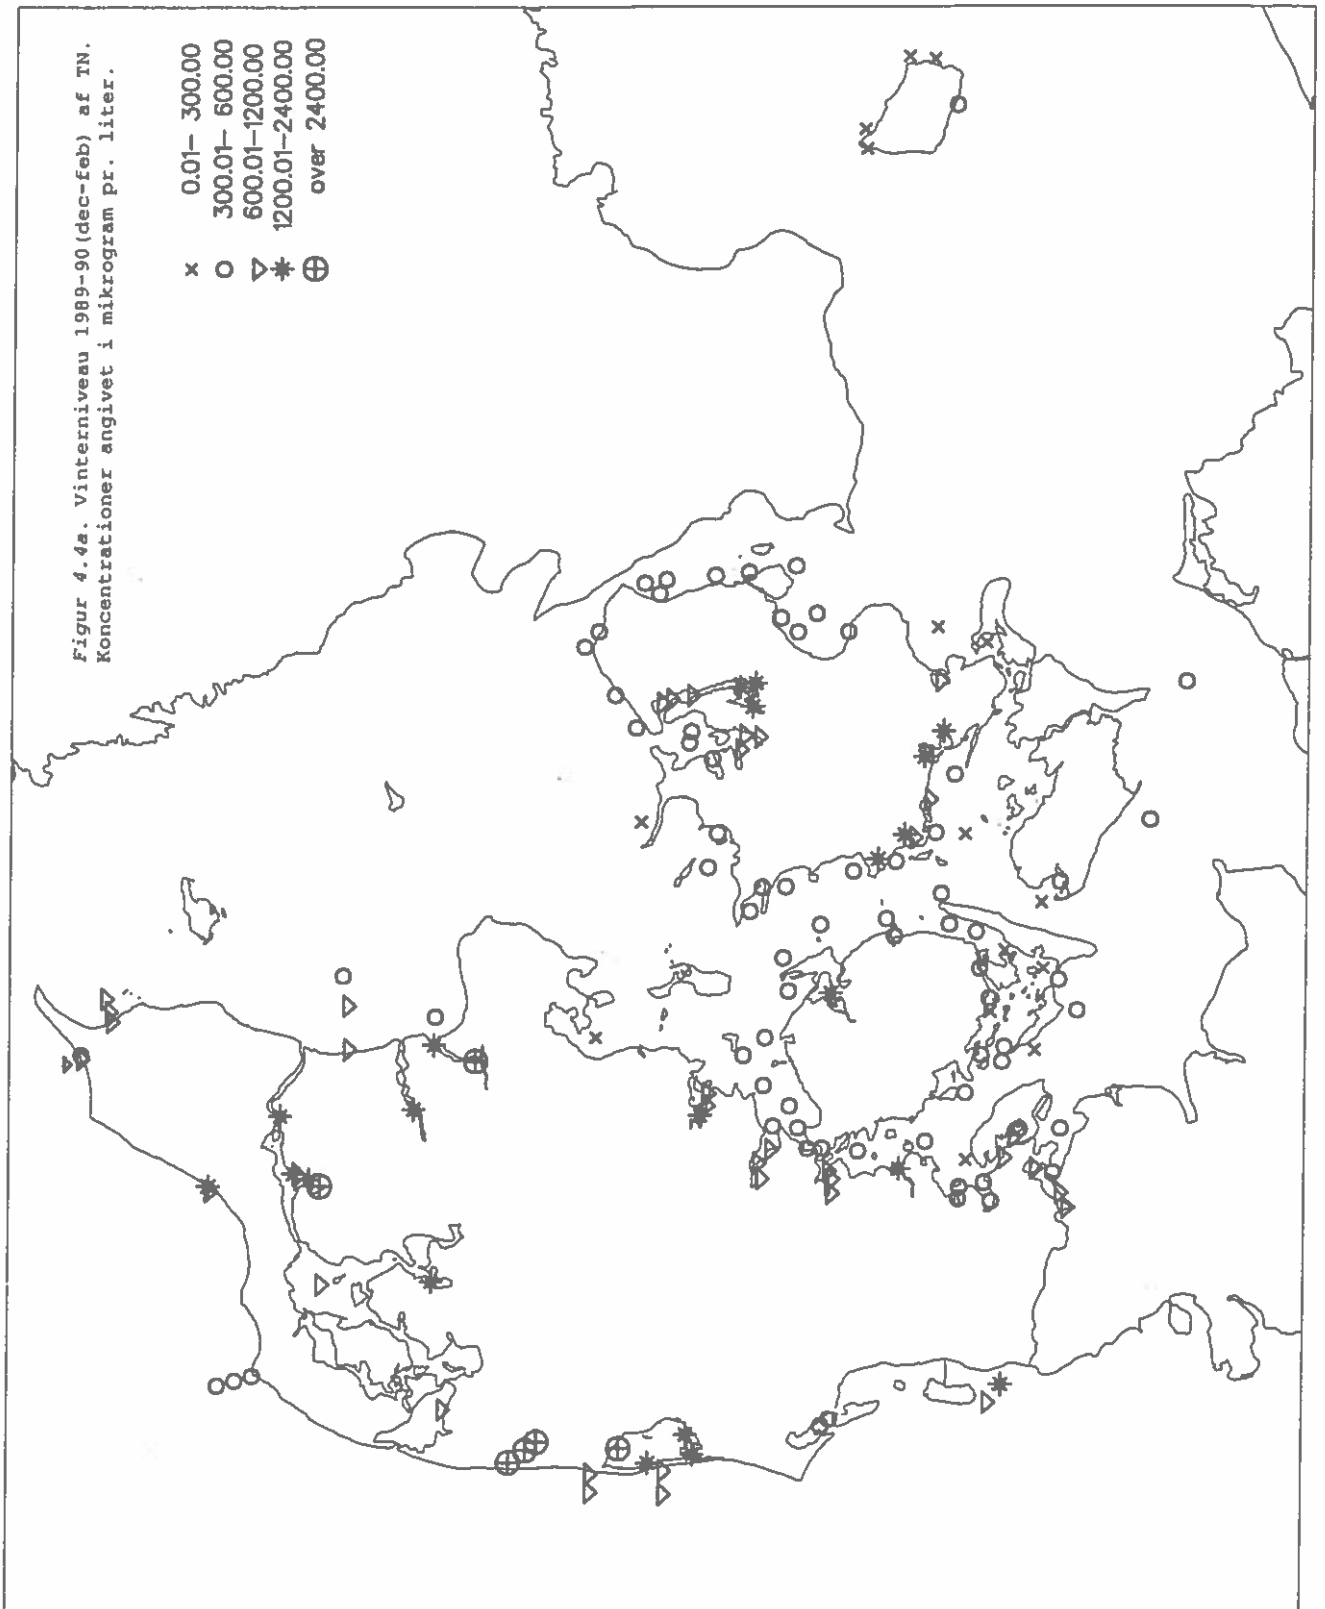 Figur 4.4a. Vinterniveau 1989-90(dec-feb) af TN.
Koncentrationer angivet i mikrogram pr. liter.
0.01– 300.00
300.01– 600.00
600.01–1200.00
1200.01–2400.00
over 2400.00